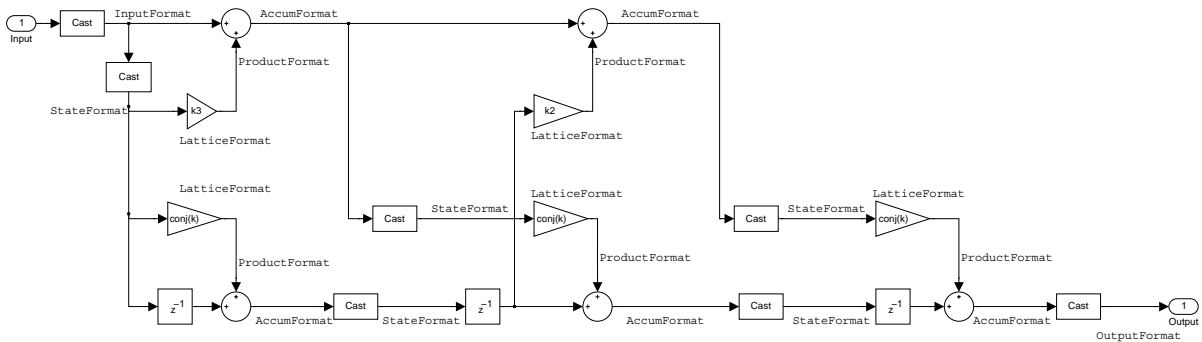 1
Input
Cast
InputFormat
+
+
AccumFormat
+
+
AccumFormat
Cast
ProductFormat
ProductFormat
StateFormat
k3
k2
LatticeFormat
LatticeFormat
LatticeFormat
LatticeFormat
LatticeFormat
conj(k)
Cast
StateFormat
conj(k)
Cast
StateFormat
conj(k)
ProductFormat
ProductFormat
ProductFormat
z-1
+
+
Cast
z-1
+
+
Cast
z-1
+
+
Cast
1
Output
AccumFormat
StateFormat
AccumFormat
StateFormat
AccumFormat
OutputFormat